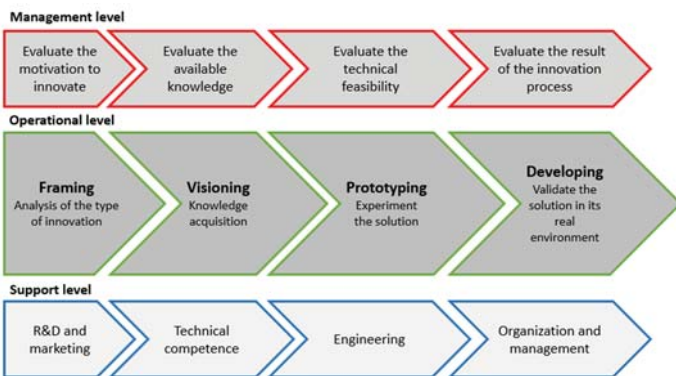 Management level
Evaluate the
motivation to
innovate
Evaluate the
available
knowledge
Evaluate the
technical
feasibility
Evaluate the result
of the innovation
process
Operational level
Framing
Analysis of the type
of innovation
Visioning
Knowledge
acquisition
Prototyping
Experiment
the solution
Developing
Validate the
solution in its
real
environment
Support level
R&D and
marketing
Technical
competence
Engineering
Organization and
management